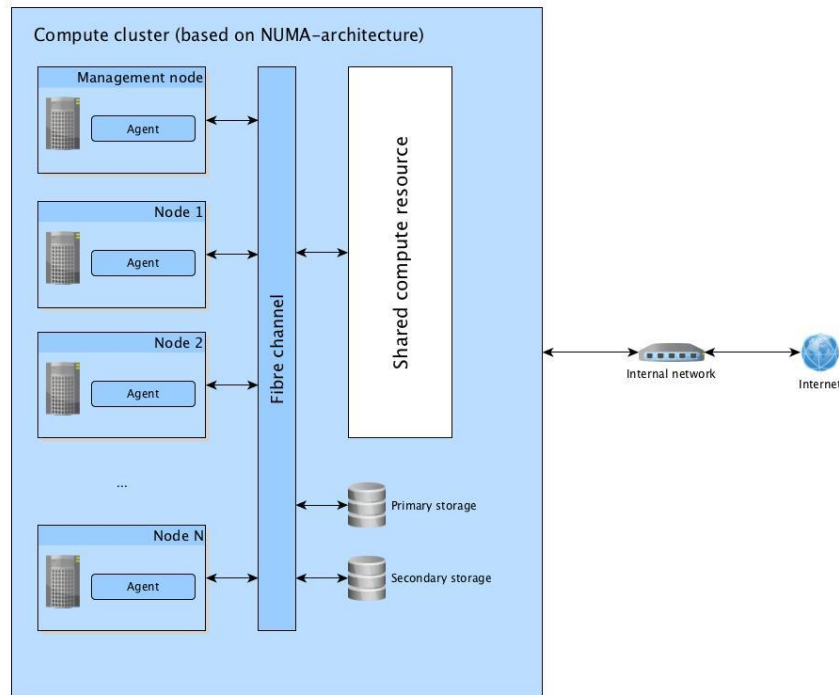 Compute cluster (based on NUMA-architecture)
Management node
Agent
Node 1
Agent
Node 2
Agent
...
Node N
Agent
Fibre channel
Shared compute resource
Primary storage
Secondary storage
Internal network
Internet